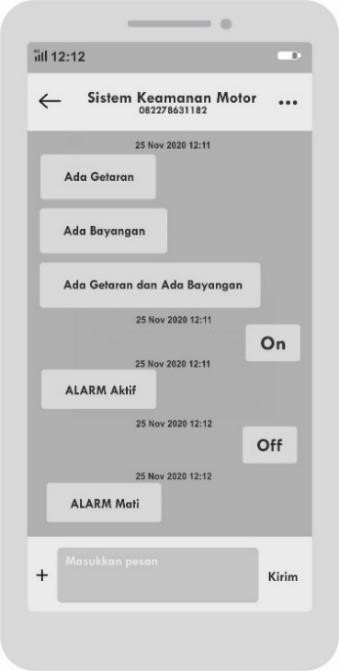 12:12
Sistem Keamanan Motor
082278631182
25 Nov 2020 12:11
Ada Getaran
Ada Bayangan
Ada Getaran dan Ada Bayangan
25 Nov 2020 12:11
On
25 Nov 2020 12:11
ALARM Aktif
25 Nov 2020 12:12
Off
25 Nov 2020 12:12
ALARM Mati
Masukkan pesan
Kirim